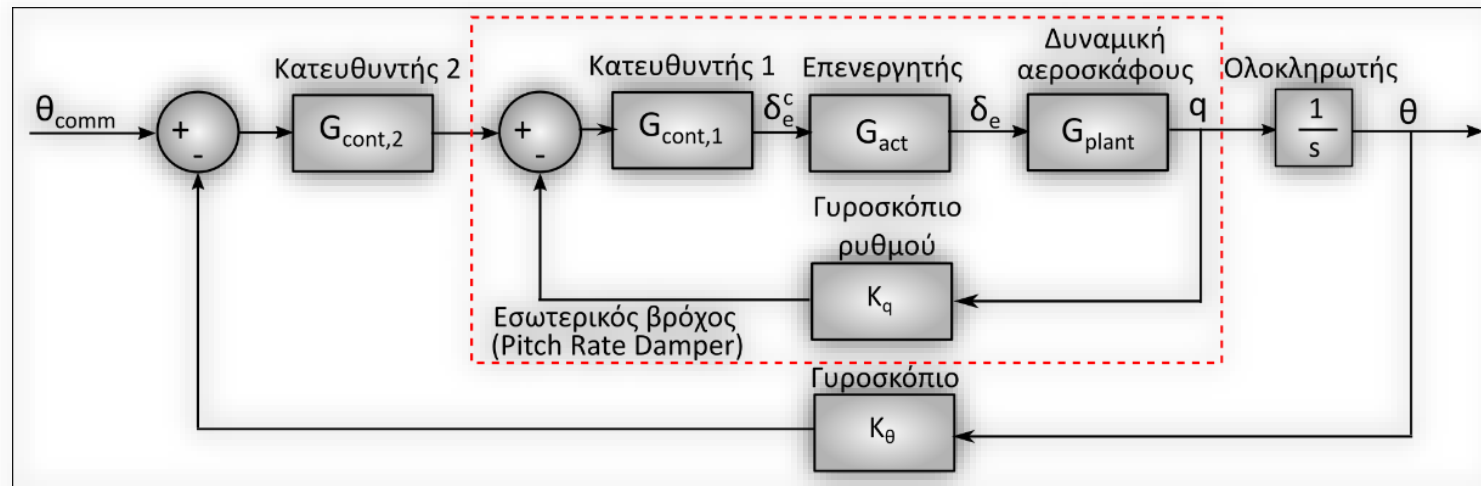 Δυναμική
Κατευθυντής 2
Κατευθυντής 1
Επενεργητής
αεροσκάφους
Ολοκληρωτής
θcomm
+
-
Gcont,2
+
-
Gcont,1
δec
Gact
δe
Gplant
q
1
s
θ
Γυροσκόπιο
ρυθμού
Kq
Εσωτερικός βρόχος
(Pitch Rate Damper)
Γυροσκόπιο
Kθ